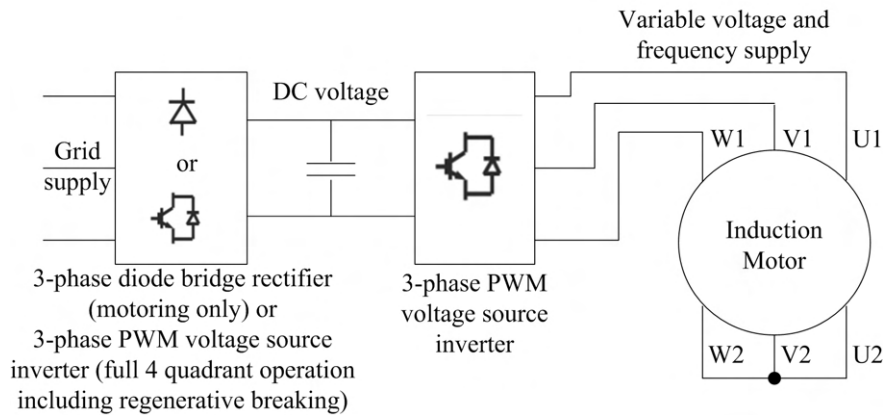 Variable voltage and
frequency supply
DC voltage
Grid
supply
or
W1
V1
U1
Induction
Motor
3-phase diode bridge rectifier
(motoring only) or
3-phase PWM voltage source
inverter (full 4 quadrant operation
including regenerative breaking)
3-phase PWM
voltage source
inverter
W2
V2
U2